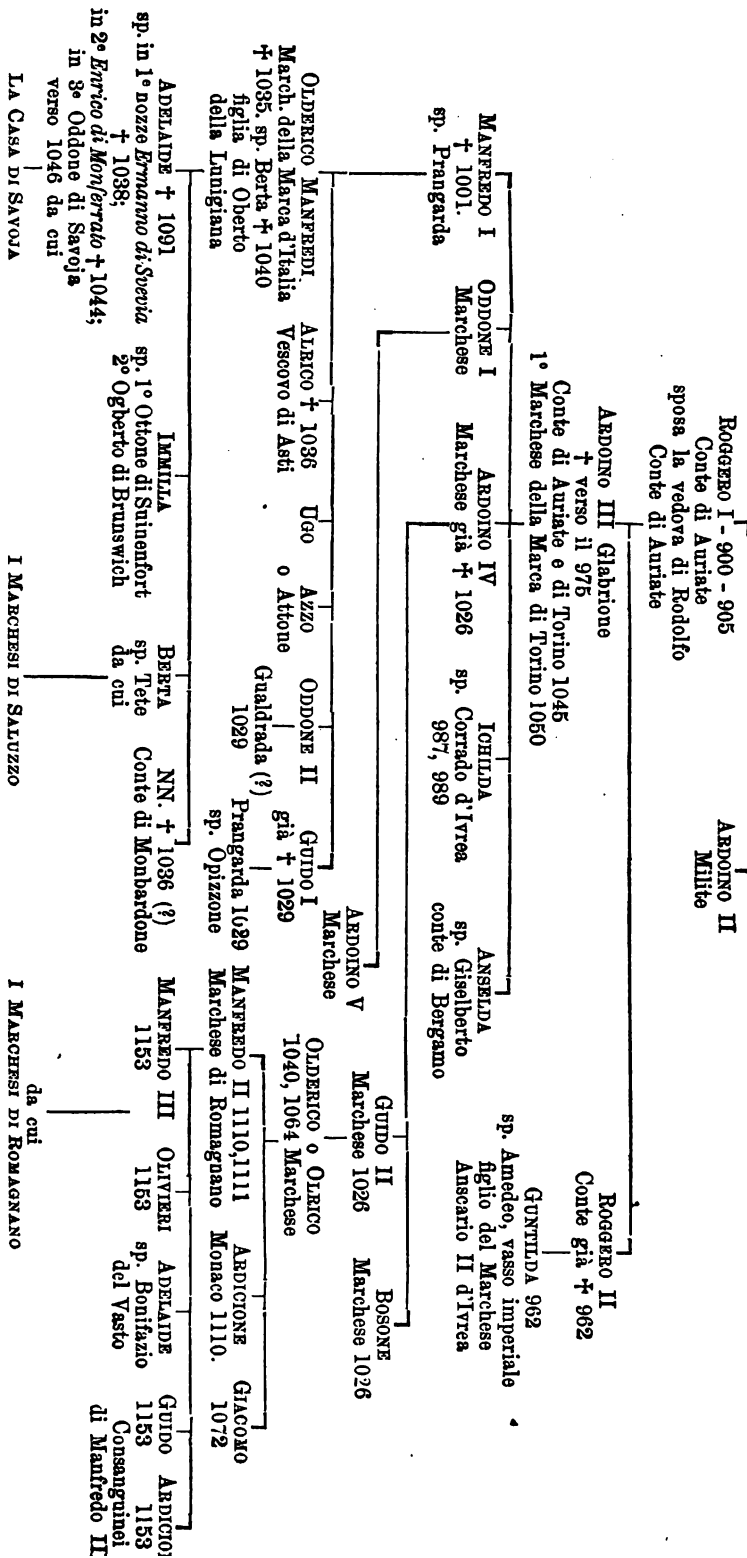 ROGGERO I - 900 - 905
Conte di Auriate
sposa la vedova di Rodolfo
Conte di Auriate
ARDOINO II
Milite
ARDOINO III Glabrione
† verso il 975
Conte di Auriate e di Torino 1045
1º Marchese della Marca di Torino 1050
ROGGERO II
Conte già † 962
GUNTILDA 962
sp. Amedeo, vasso imperiale
figlio del Marchese
Anscario II d'Ivrea
MANFREDO I
† 1001.
sp. Prangarda
ODDONE I
Marchese
ARDOINO IV
Marchese già † 1026
ICHILDA
sp. Corrado d'Ivrea
987, 989
ANSELDA
sp. Giselberto
conte di Bergamo
ARDOINO V
Marchese
GUIDO II
Marchese 1026
BOSONE
Marchese 1026
OLDERICO MANFREDI
March. della Marca d'Italia
† 1035. sp. Berta † 1040
figlia di Oberto
della Lunigiana
ALRICO † 1036
Vescovo di Asti
UGO
AZZO
o Attone
ODDONE II
Gualdrada (?)
1029
GUIDO I
già † 1029
Prangarda 1029
sp. Opizzone
OLDERICO o OLRICO
1040, 1064 Marchese
MANFREDO II 1110, 1111
Marchese di Romagnano
ARDICIONE
Monaco 1110.
GIACOMO
1072
ADELAIDE † 1091
sp. in 1º nozze Ermanno di Svevia
† 1038;
in 2º Enrico di Monferrato † 1044;
in 3º Oddone di Savoja
verso 1046 da cui
LA CASA DI SAVOJA
IMMILLA
sp. 1º Ottone di Suinenfort
2º Ogberto di Brunswich
BERTA
sp. Tete
da cui
I MARCHESI DI SALUZZO
NN. † 1036 (?)
Conte di Monbardone
MANFREDO III
1153
OLIVIERI
1153
ADELAIDE
sp. Bonifazio
del Vasto
GUIDO
1153
ARDICION
1153
Consanguinei
di Manfredo II
da cui
I MARCHESI DI ROMAGNANO